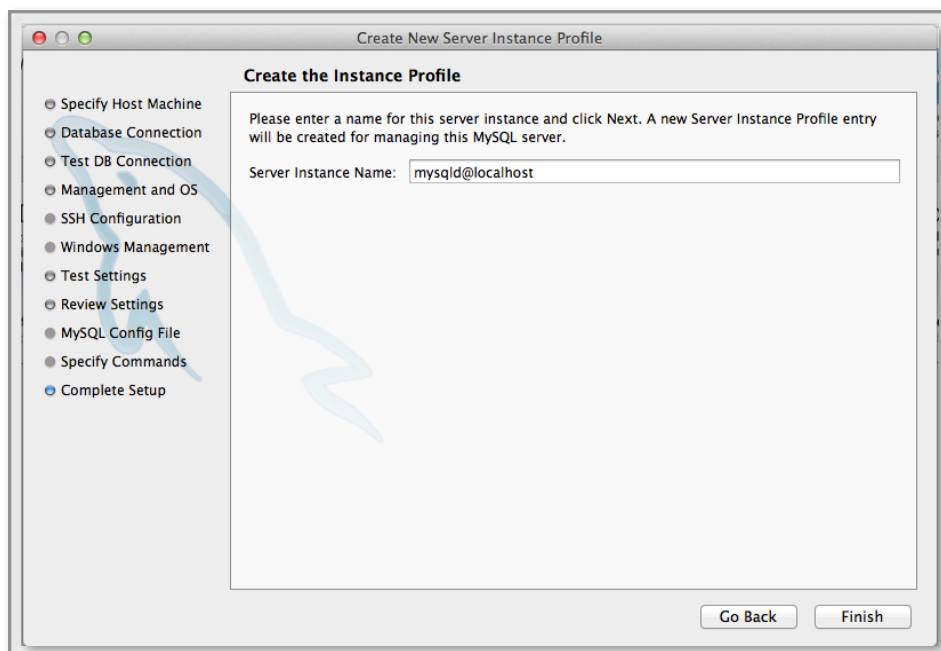 Create New Server Instance Profile
Create the Instance Profile
Specify Host Machine
Database Connection
Test DB Connection
Management and OS
SSH Configuration
Windows Management
Test Settings
Review Settings
MySQL Config File
Specify Commands
Complete Setup
Please enter a name for this server instance and click Next. A new Server Instance Profile entry
will be created for managing this MySQL server.
Server Instance Name: mysqld@localhost
Go Back Finish